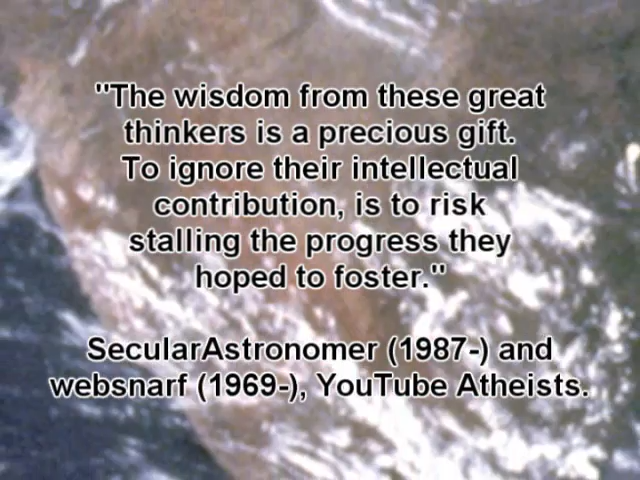 "The wisdom from these great
thinkers is a precious gift.
To ignore their intellectual
contribution, is to risk
stalling the progress they
hoped to foster."
SecularAstronomer (1987-) and
websnarf (1969-), YouTube Atheists.